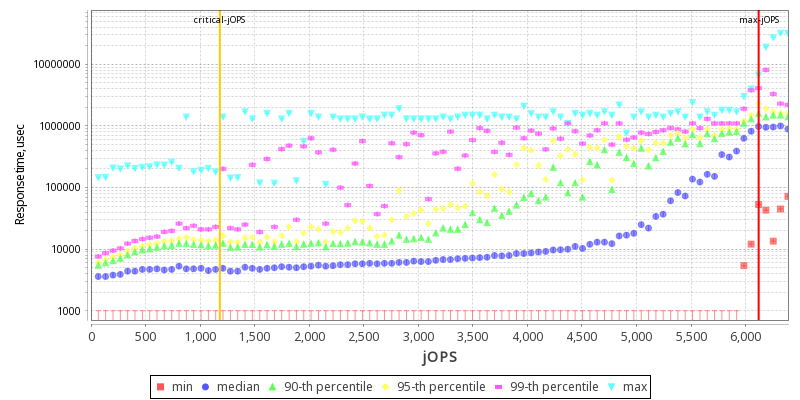 critical-jOPS max-jOPS
Response time, usec
10000000
1000000
100000
10000
1000
0 500 1,000 1,500 2,000 2,500 3,000 3,500 4,000 4,500 5,000 5,500 6,000
jOPS
min median 90-th percentile 95-th percentile 99-th percentile max